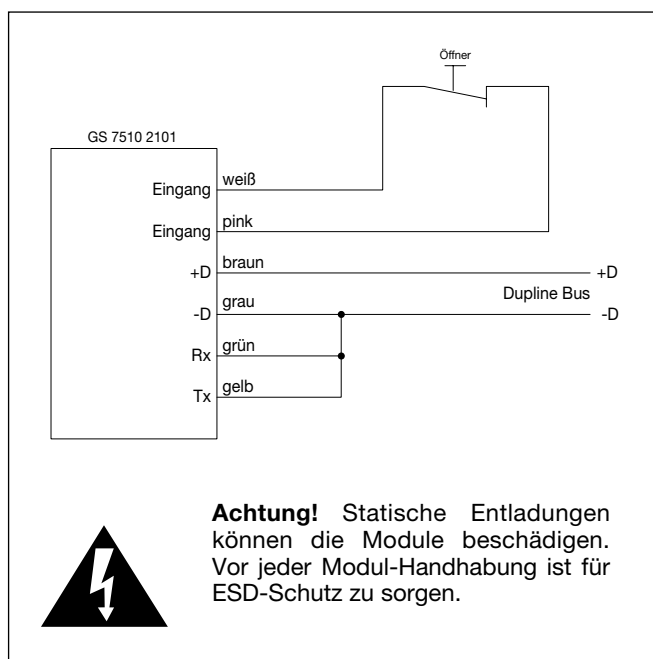 Öffner
GS 7510 2101
Eingang weiß
Eingang pink
+D braun +D
Dupline Bus
-D grau -D
Rx grün
Tx gelb
Achtung! Statische Entladungen
können die Module beschädigen.
Vor jeder Modul-Handhabung ist für
ESD-Schutz zu sorgen.